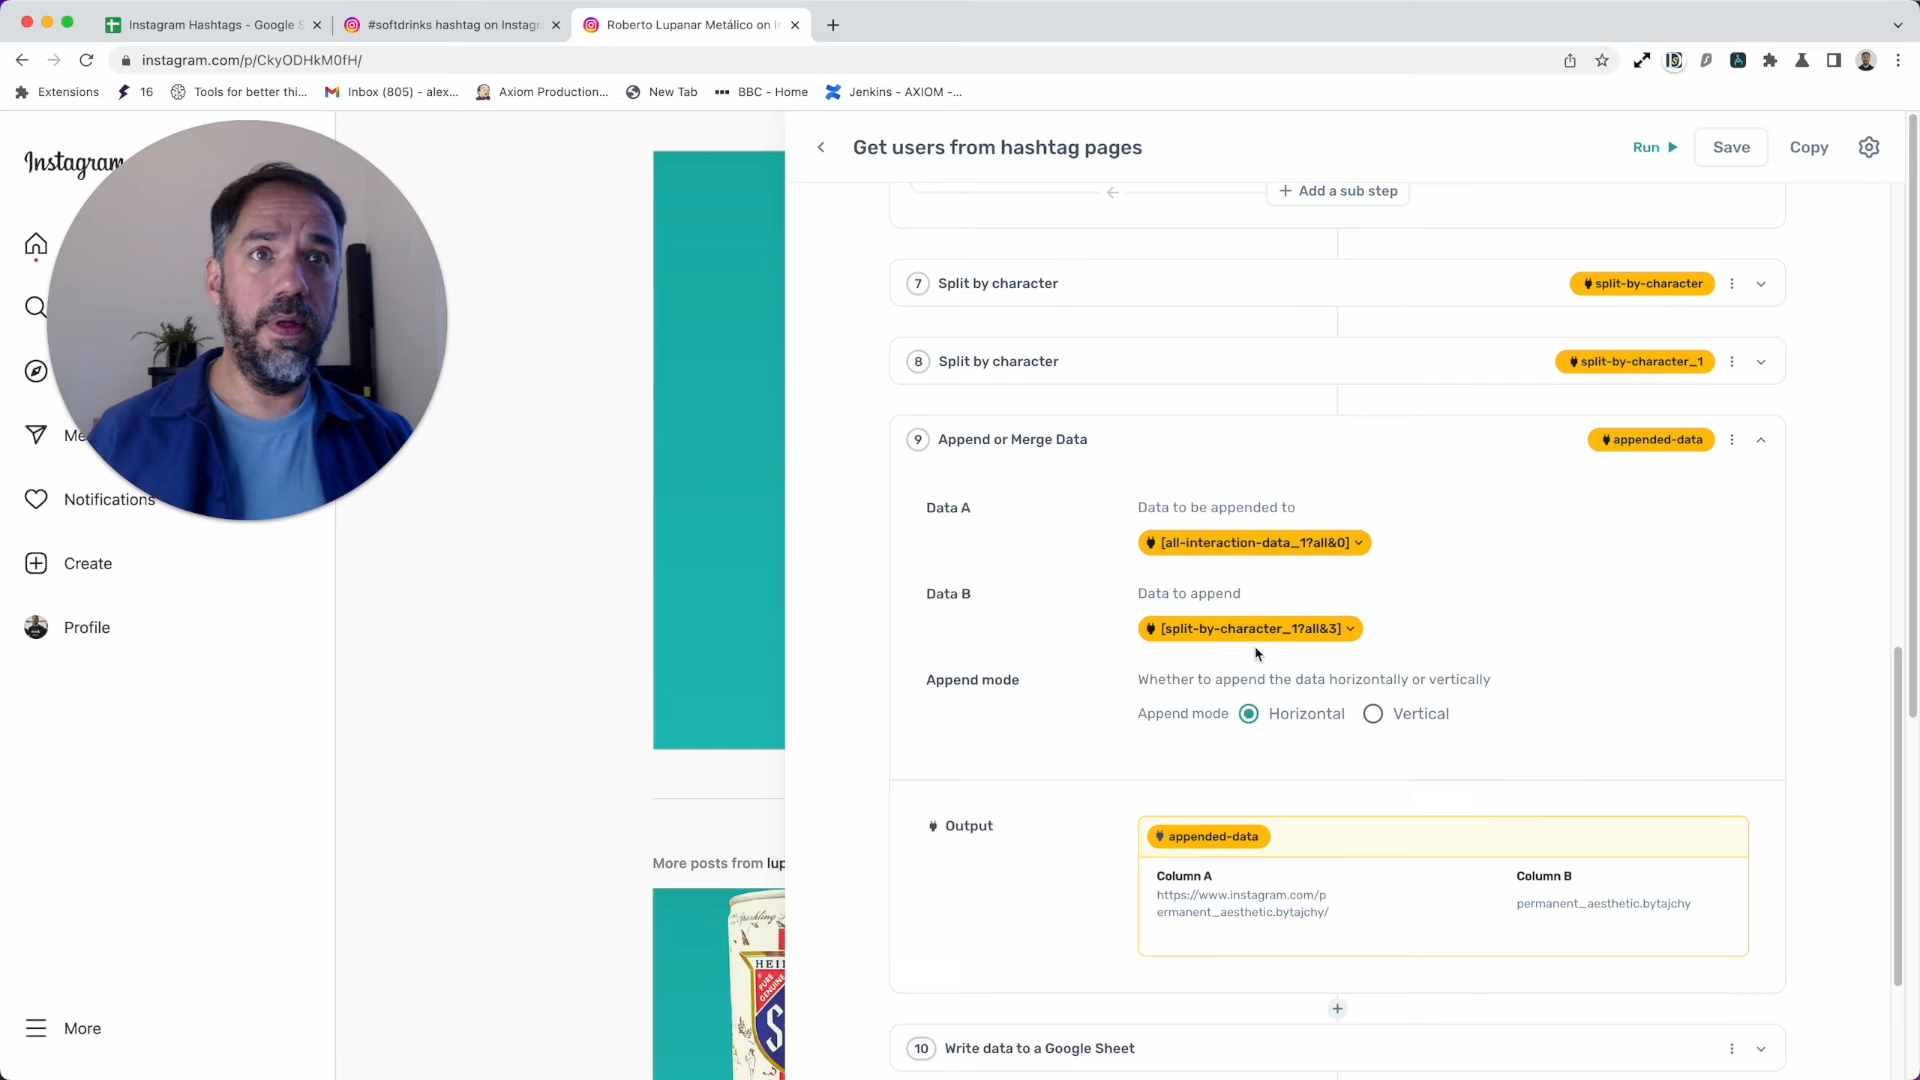 Instagram Hashtags - Google S
#softdrinks hashtag on Instagr
Roberto Lupanar Metálico on In
instagram.com/p/CkyODHkM0fH/
Extensions
16
Tools for better thi...
Inbox (805) - alex...
Axiom Production...
New Tab
BBC - Home
Jenkins - AXIOM -...
Instagram
Me
Notifications
Create
Profile
More
More posts from lup
HEI
PURE
GENUINE
Get users from hashtag pages
Run
Save
Copy
Add a sub step
7 Split by character
split-by-character
8 Split by character
split-by-character_1
9 Append or Merge Data
appended-data
Data A
Data to be appended to
[all-interaction-data_1?all&0]
Data B
Data to append
[split-by-character_1?all&3]
Append mode
Whether to append the data horizontally or vertically
Append mode
Horizontal
Vertical
Output
appended-data
Column A
Column B
https://www.instagram.com/p
ermanent_aesthetic.bytajchy/
permanent_aesthetic.bytajchy
10 Write data to a Google Sheet